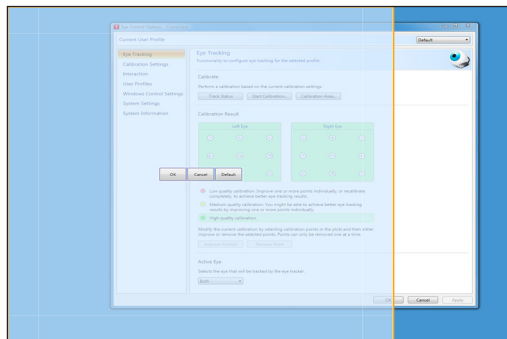 Current User Profile
Default
Eye Tracking
Calibration Settings
Interaction
User Profiles
Windows Control Settings
System Settings
System Information
Eye Tracking
Functionality to configure eye tracking for the selected profile.
Calibrate
Perform a calibration based on the current calibration settings.
Track Status
Start Calibration...
Calibration Area...
Calibration Result
Left Eye
Right Eye
OK
Cancel
Default
Low quality calibration. Improve one or more points individually, or recalibrate
completely, to achieve better eye tracking results.
Medium quality calibration. You might be able to achieve better eye tracking
results by improving one or more points individually.
High quality calibration.
Modify the current calibration by selecting calibration points in the plots and then either
improve or remove the selected points. Points can only be removed one at a time.
Active Eye
Selects the eye that will be tracked by the eye tracker.
Both
OK
Cancel
Apply